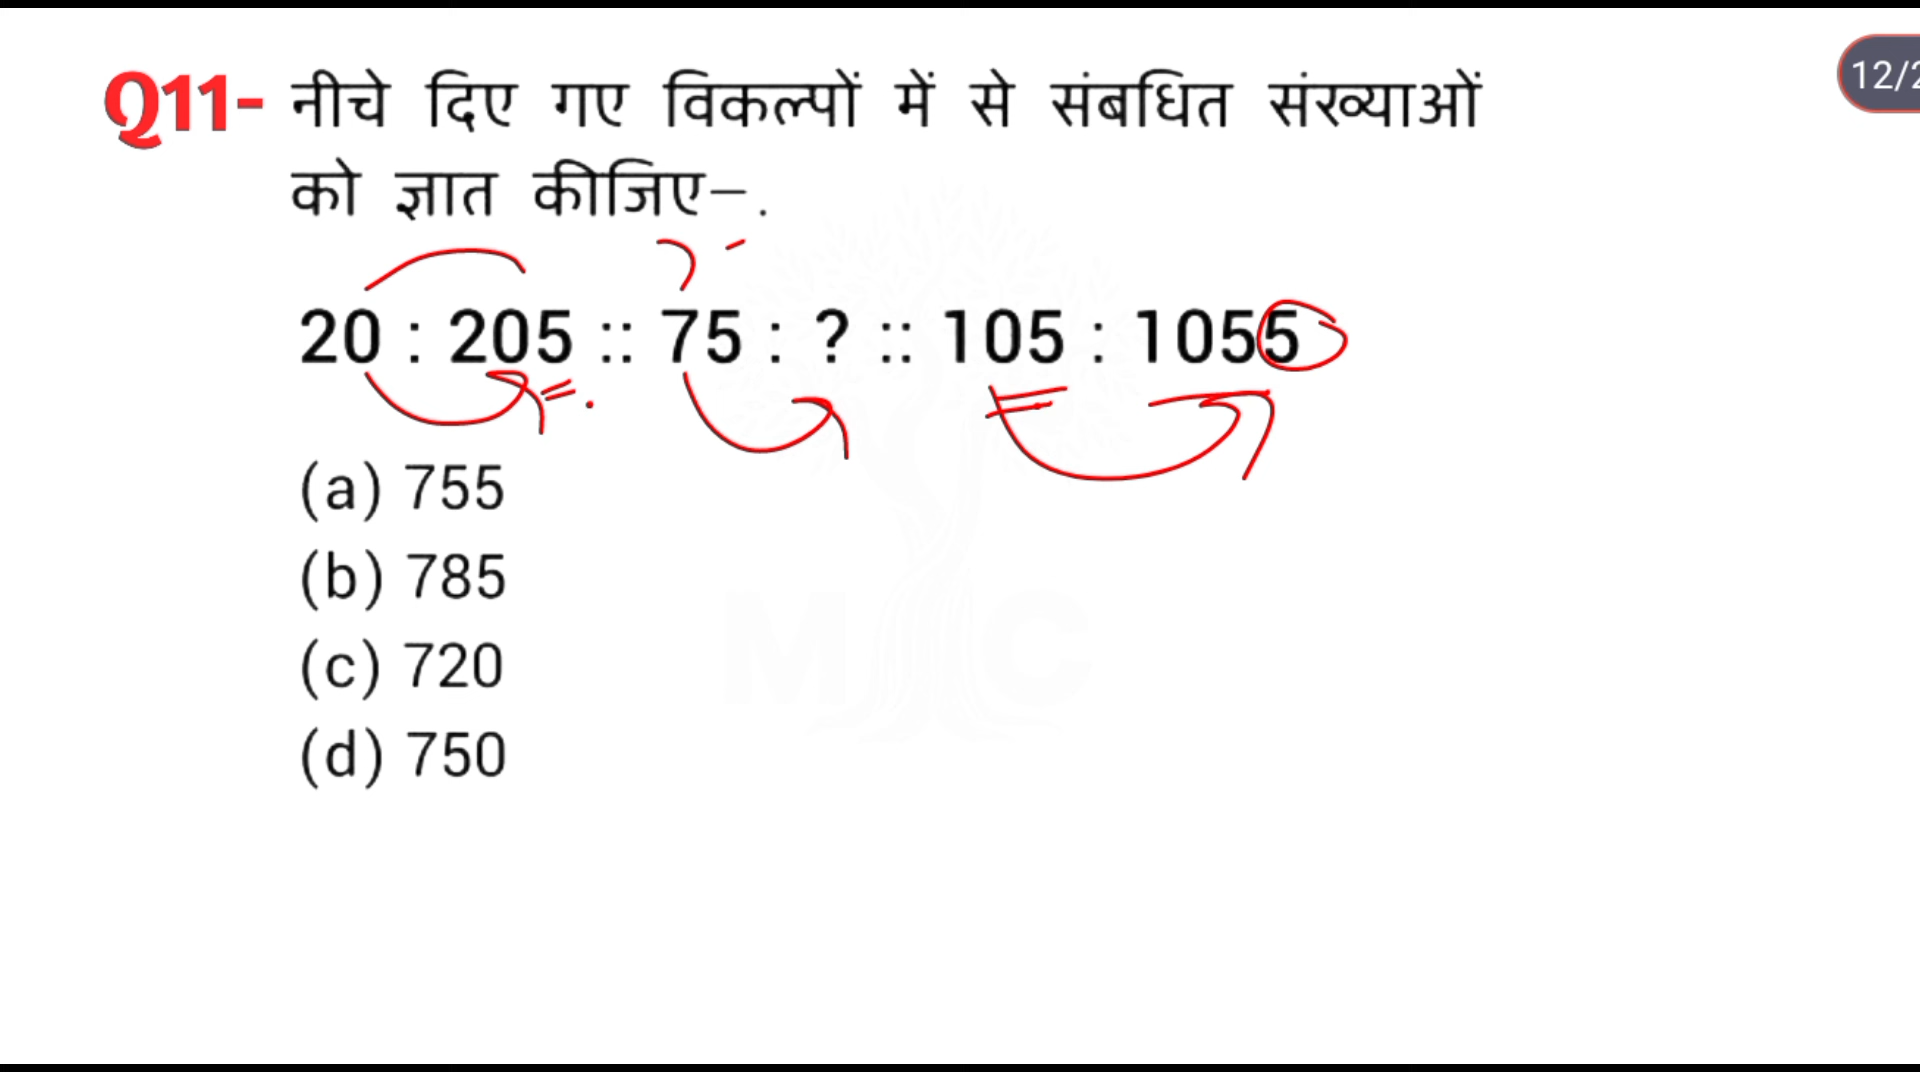 12/2
Q11- नीचे दिए गए विकल्पों में से संबधित संख्याओं
को ज्ञात कीजिए–.
20 : 205 :: 75 : ? :: 105 : 1055
(a) 755
(b) 785
(c) 720
(d) 750
M C